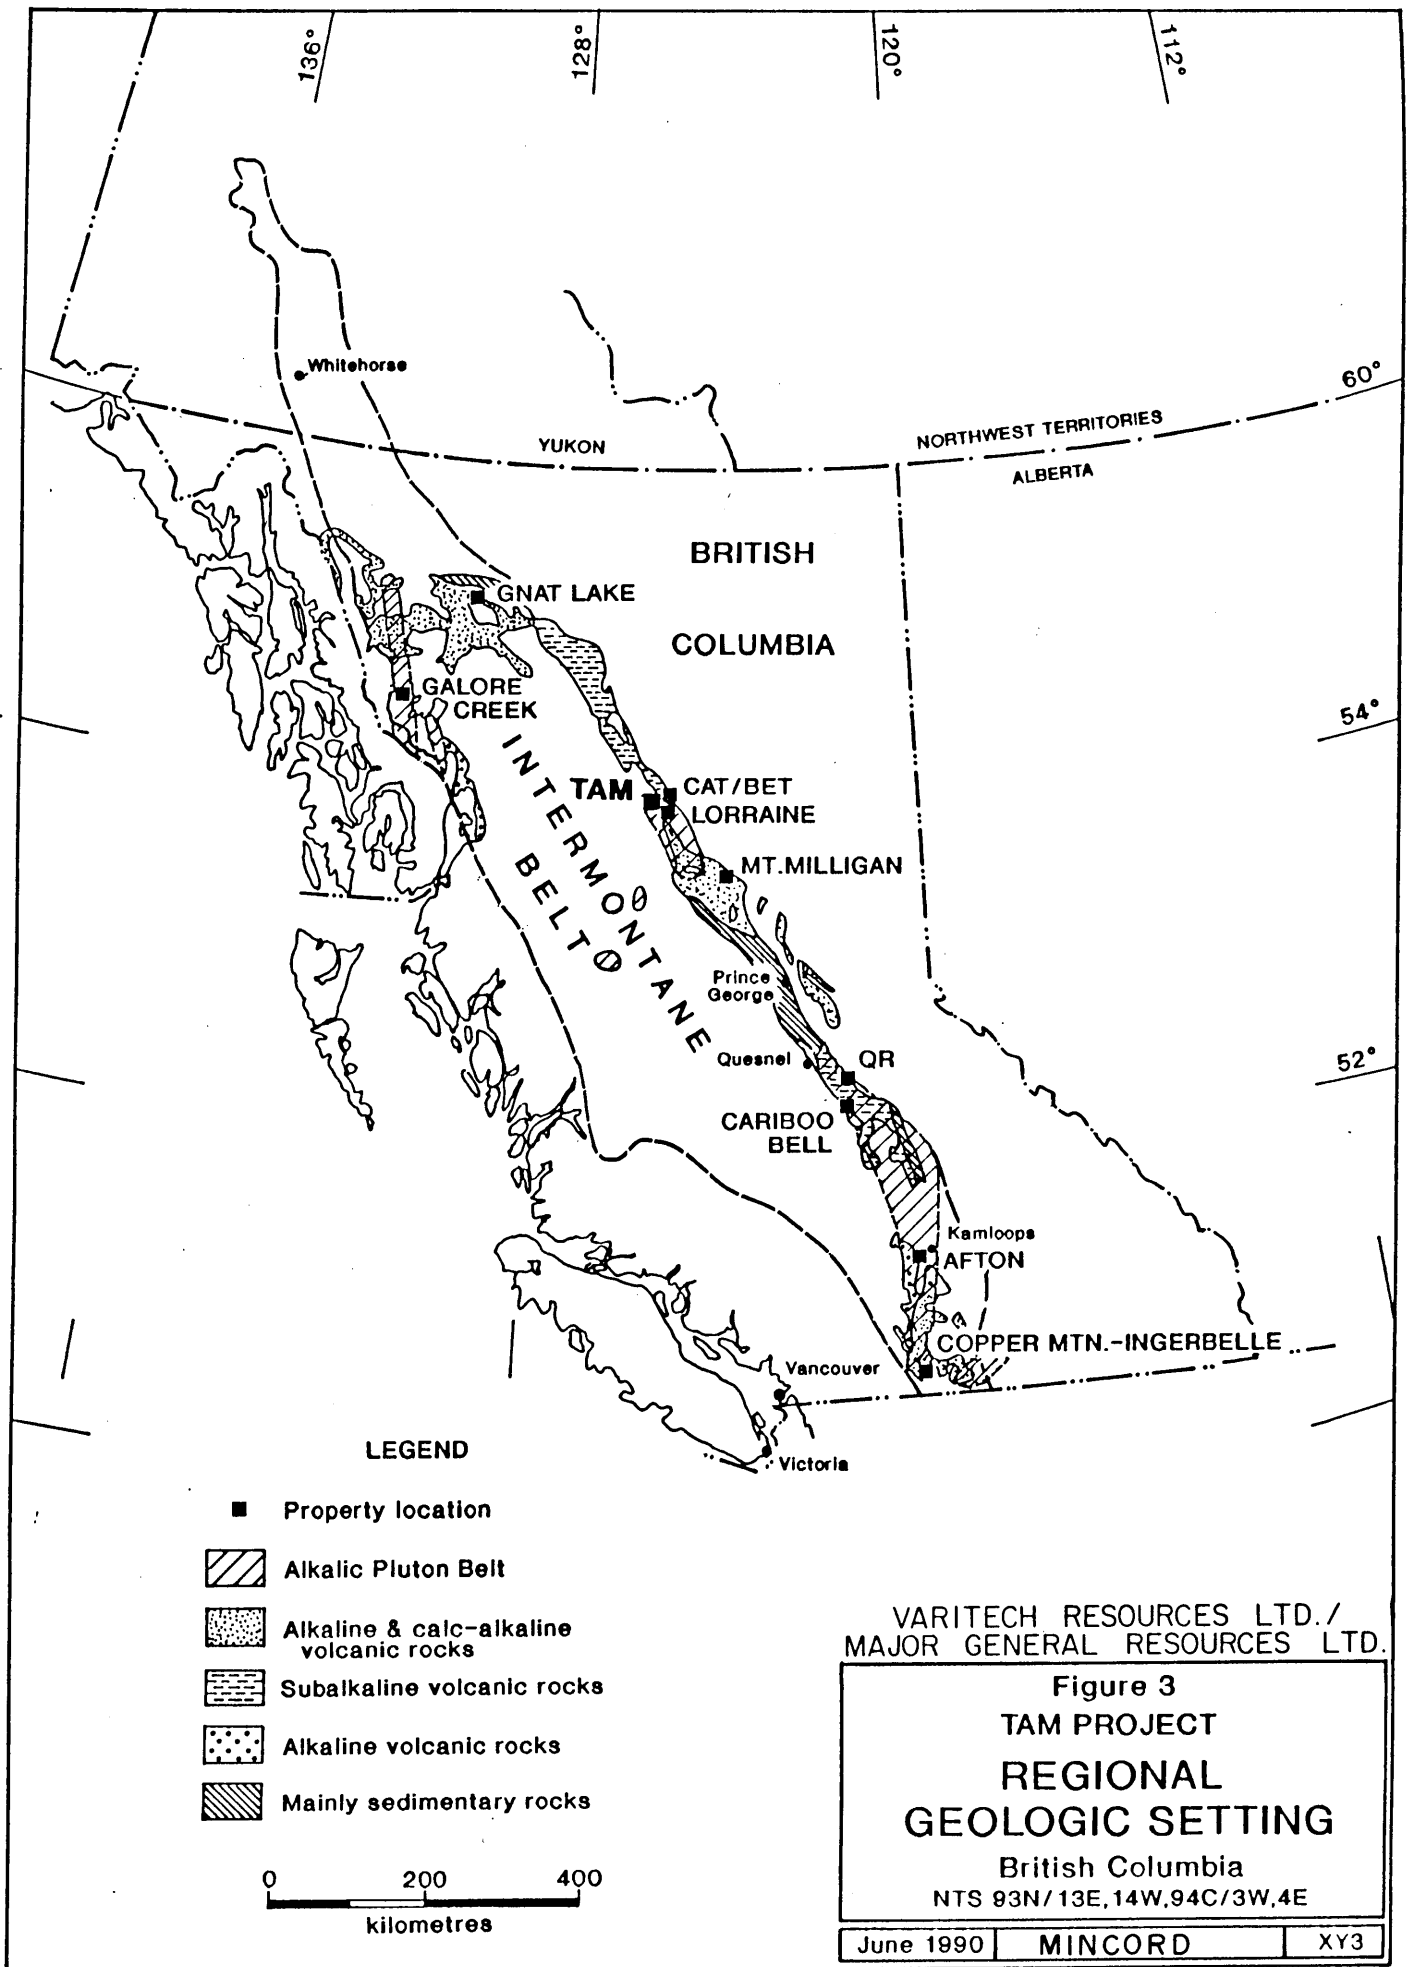 136°
128°
120°
112°
Whitehorse
60°
YUKON
NORTHWEST TERRITORIES
ALBERTA
BRITISH
COLUMBIA
GNAT LAKE
GALORE
CREEK
54°
INTERMONTANE
BELT
TAM
CAT/BET
LORRAINE
MT.MILLIGAN
Prince
George
Quesnel
QR
52°
CARIBOO
BELL
Kamloops
AFTON
COPPER MTN.-INGERBELLE
Vancouver
Victoria
LEGEND
Property location
Alkalic Pluton Belt
Alkaline & calc-alkaline
volcanic rocks
Subalkaline volcanic rocks
Alkaline volcanic rocks
Mainly sedimentary rocks
0 200 400
kilometres
VARITECH RESOURCES LTD./
MAJOR GENERAL RESOURCES LTD.
Figure 3
TAM PROJECT
REGIONAL
GEOLOGIC SETTING
British Columbia
NTS 93N/13E,14W,94C/3W,4E
June 1990 MINCORD XY3